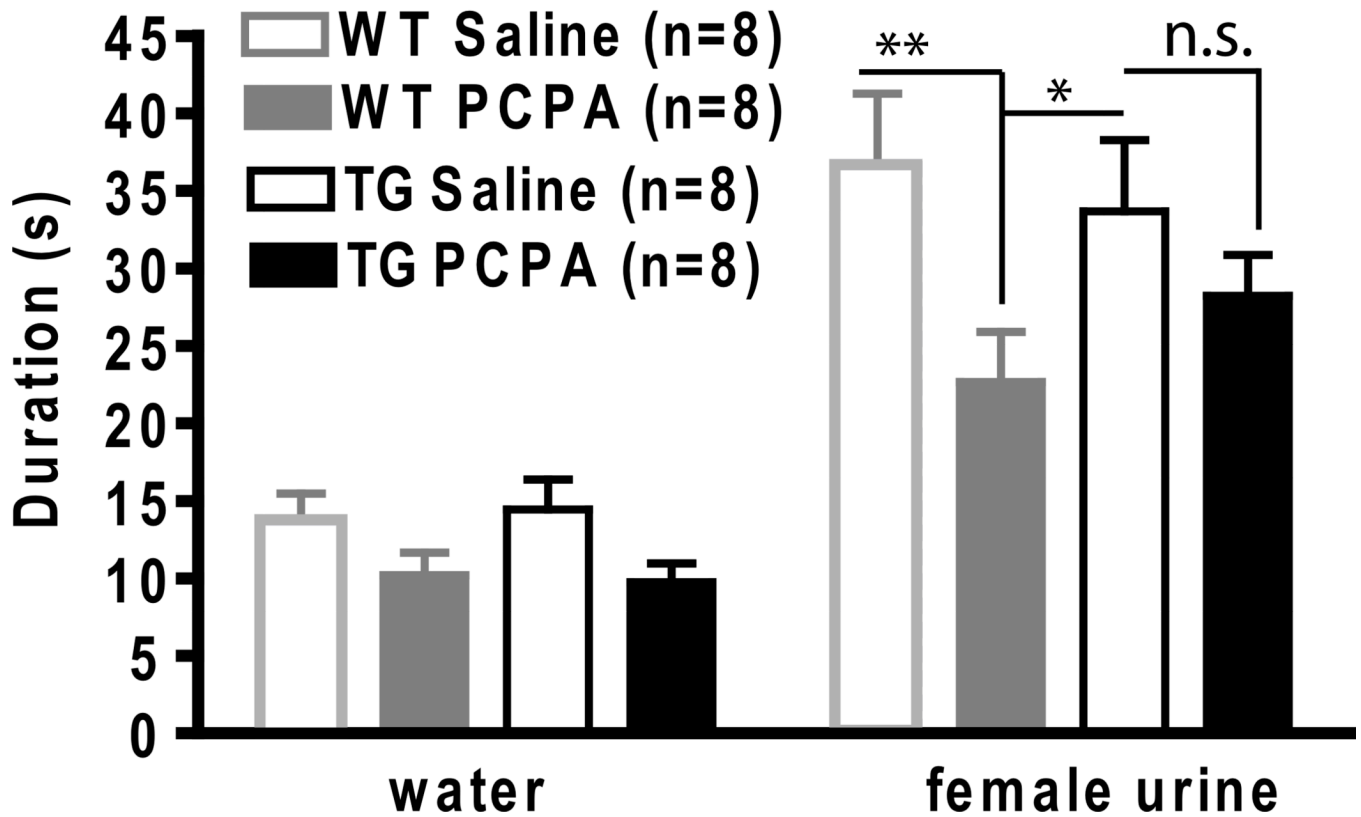 Duration (s)
45
40
35
30
25
20
15
10
5
0
WT Saline (n=8)
WT PCPA (n=8)
TG Saline (n=8)
TG PCPA (n=8)
**
*
n.s.
water
female urine